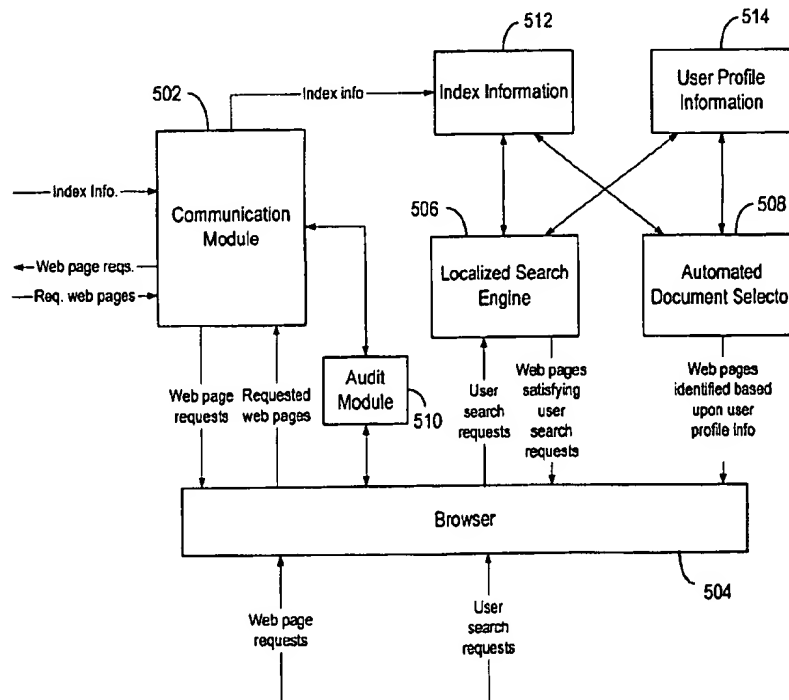 512
514
502
Index info
Index Information
User Profile
Information
Index Info.
Communication
Module
506
508
Web page reqs.
Req. web pages
Localized Search
Engine
Automated
Document Selecto
Web page
requests
Requested
web pages
Audit
Module
510
User
search
requests
Web pages
satisfying
user
search
requests
Web pages
identified based
upon user
profile info
Browser
504
Web page
requests
User
search
requests